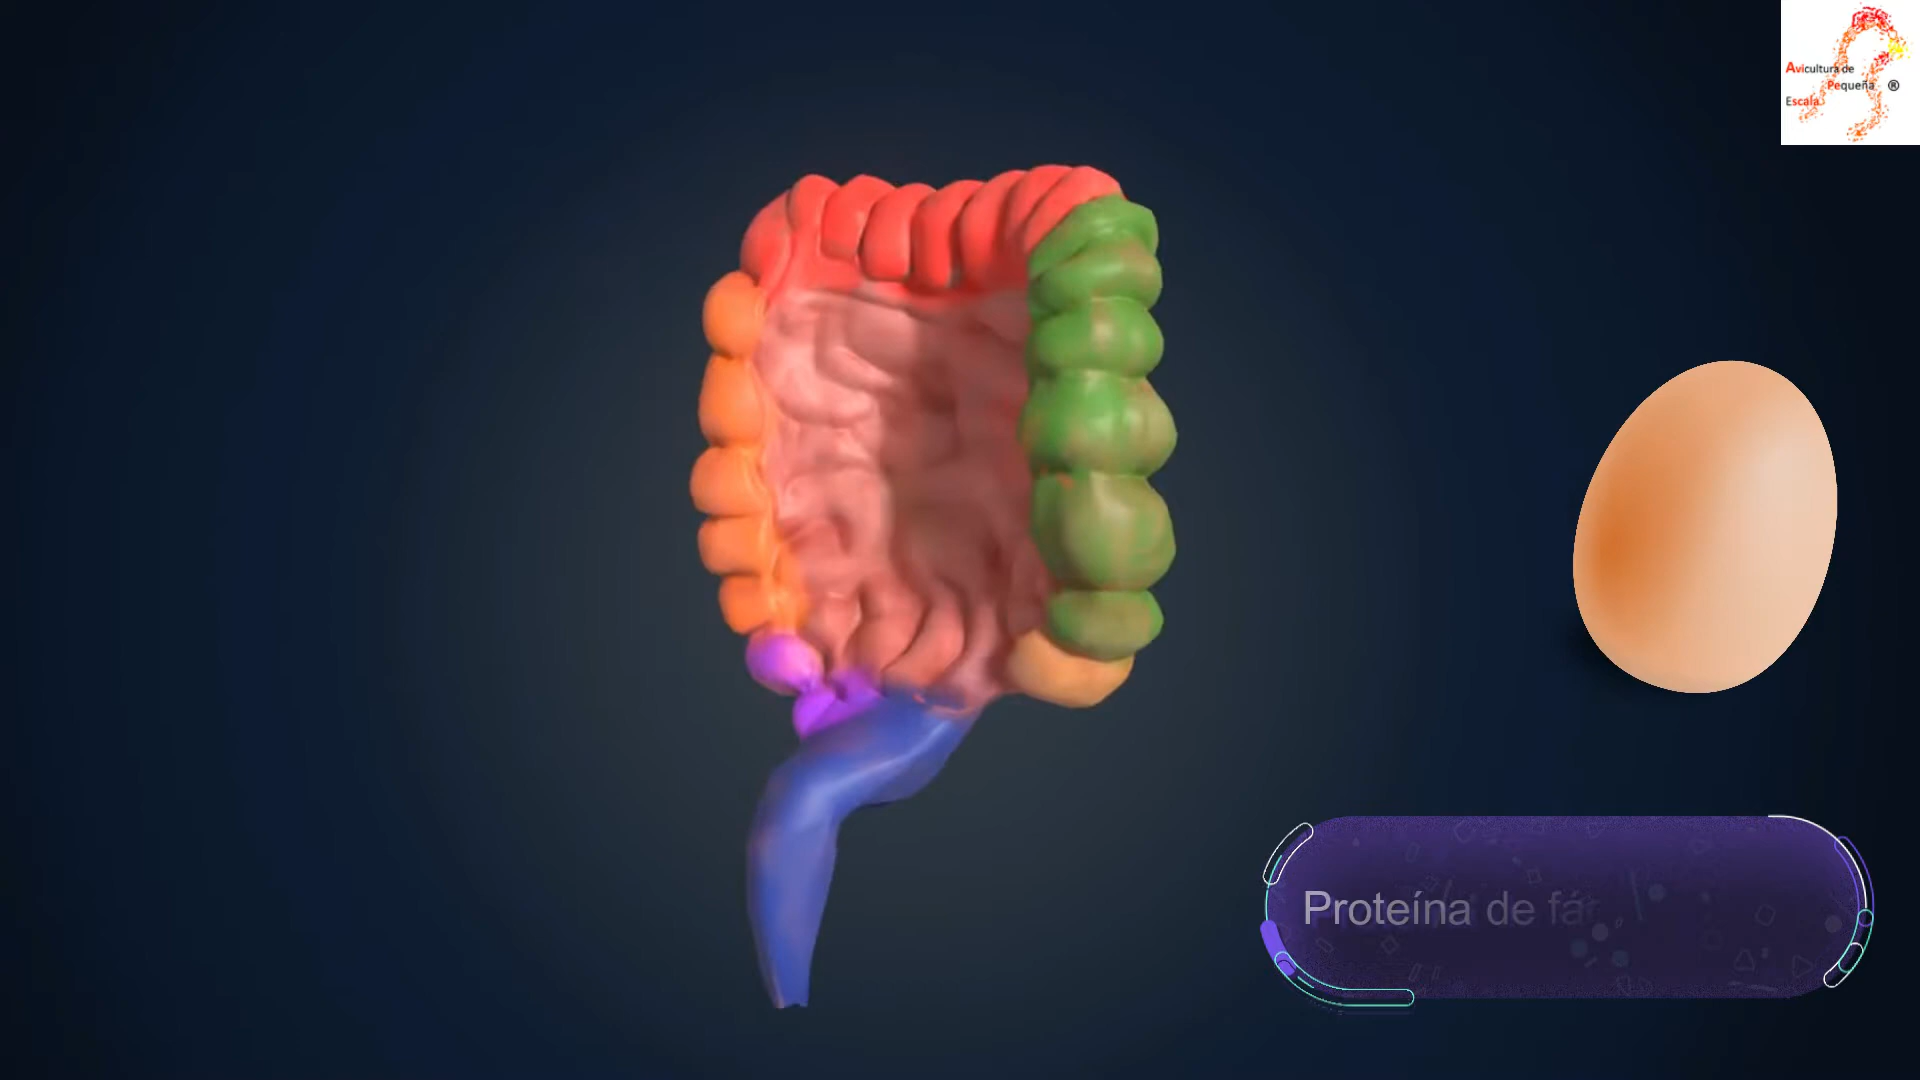 Avicultura de
Pequeña ®
Escala
Proteína de fá